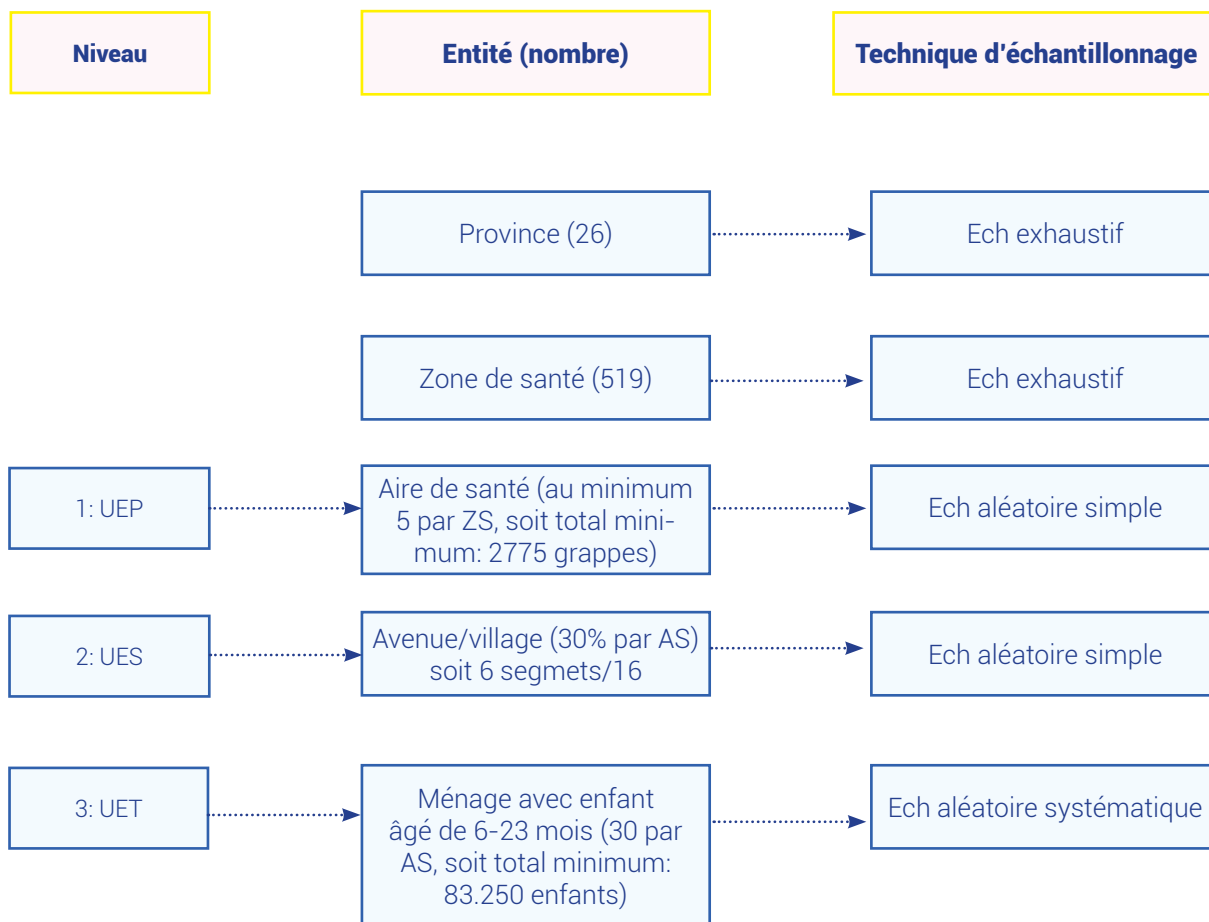 Niveau
Entité (nombre)
Technique d'échantillonnage
Province (26)
Ech exhaustif
Zone de santé (519)
Ech exhaustif
1: UEP
Aire de santé (au minimum
5 par ZS, soit total mini-
mum: 2775 grappes)
Ech aléatoire simple
2: UES
Avenue/village (30% par AS)
soit 6 segmets/16
Ech aléatoire simple
3: UET
Ménage avec enfant
âgé de 6-23 mois (30 par
AS, soit total minimum:
83.250 enfants)
Ech aléatoire systématique